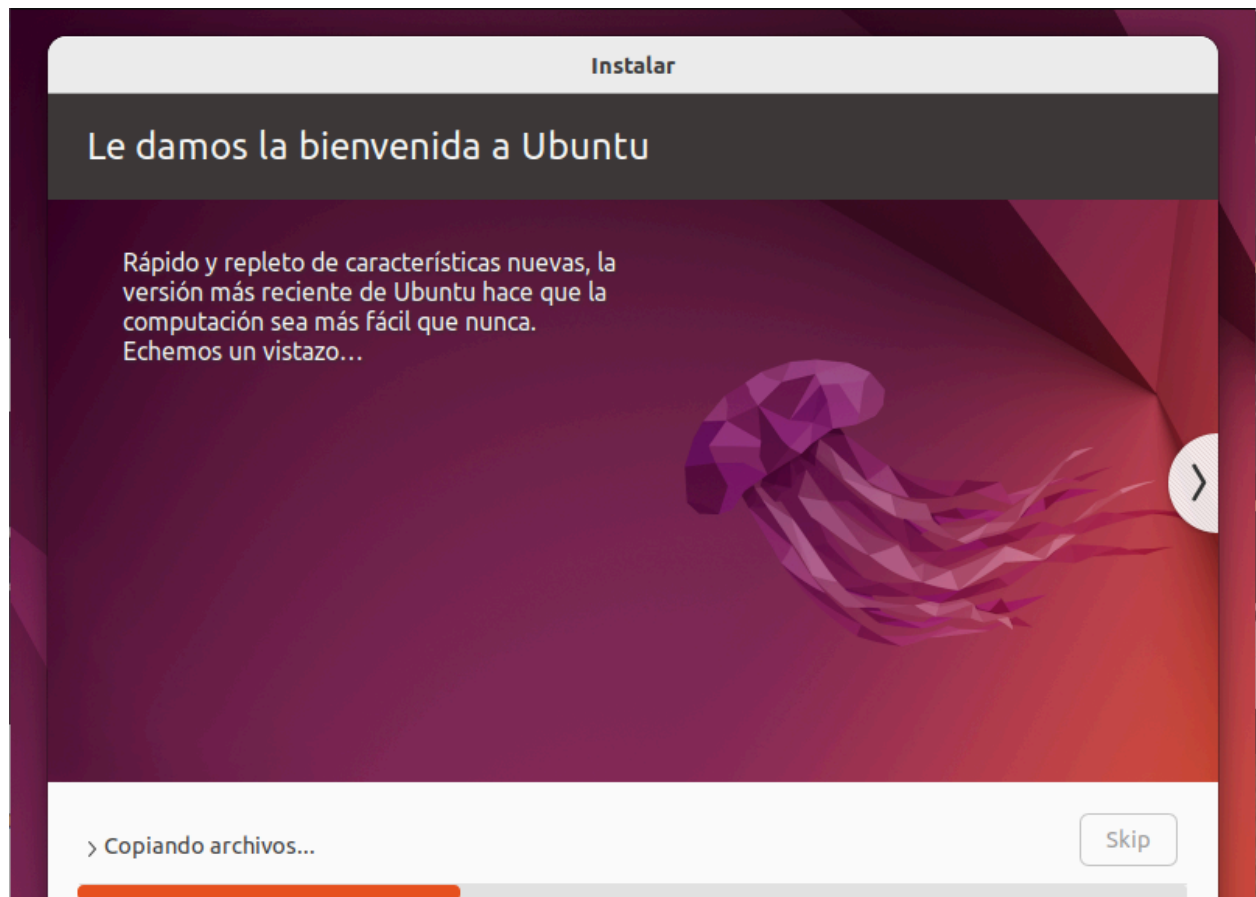 Instalar
Le damos la bienvenida a Ubuntu
Rápido y repleto de características nuevas, la
versión más reciente de Ubuntu hace que la
computación sea más fácil que nunca.
Echemos un vistazo…
Copiando archivos...
Skip